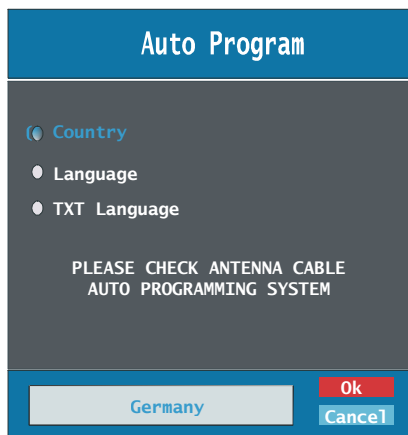 Auto Program
Country
Language
TXT Language
PLEASE CHECK ANTENNA CABLE
AUTO PROGRAMMING SYSTEM
Germany
Ok
Cancel